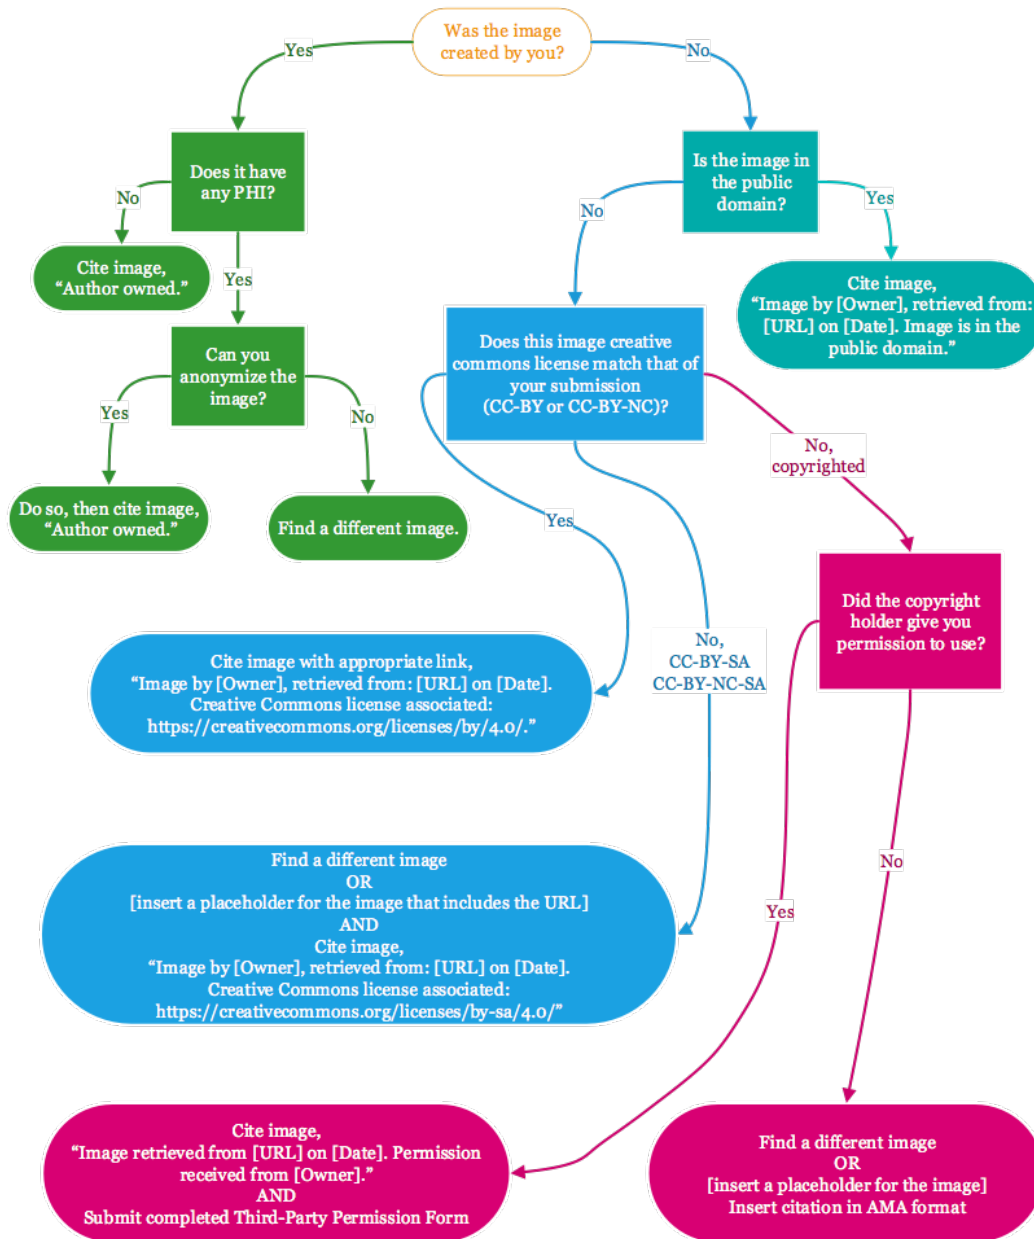 Was the image
created by you?
Yes
No
Does it have
any PHI?
Is the image in
the public
domain?
No
No
Yes
Cite image,
“Author owned.”
Yes
Cite image,
“Image by [Owner], retrieved from:
[URL] on [Date]. Image is in the
public domain.”
Can you
anonymize the
image?
Does this image creative
commons license match that of
your submission
(CC-BY or CC-BY-NC)?
Yes
No
No,
copyrighted
Do so, then cite image,
“Author owned.”
Find a different image.
Yes
Did the copyright
holder give you
permission to use?
No,
CC-BY-SA
CC-BY-NC-SA
Cite image with appropriate link,
“Image by [Owner], retrieved from: [URL] on [Date].
Creative Commons license associated:
https://creativecommons.org/licenses/by/4.0/.”
Find a different image
OR
[insert a placeholder for the image that includes the URL]
AND
Cite image,
“Image by [Owner], retrieved from: [URL] on [Date].
Creative Commons license associated:
https://creativecommons.org/licenses/by-sa/4.0/”
No
Yes
Cite image,
“Image retrieved from [URL] on [Date]. Permission
received from [Owner].”
AND
Submit completed Third-Party Permission Form
Find a different image
OR
[insert a placeholder for the image]
Insert citation in AMA format